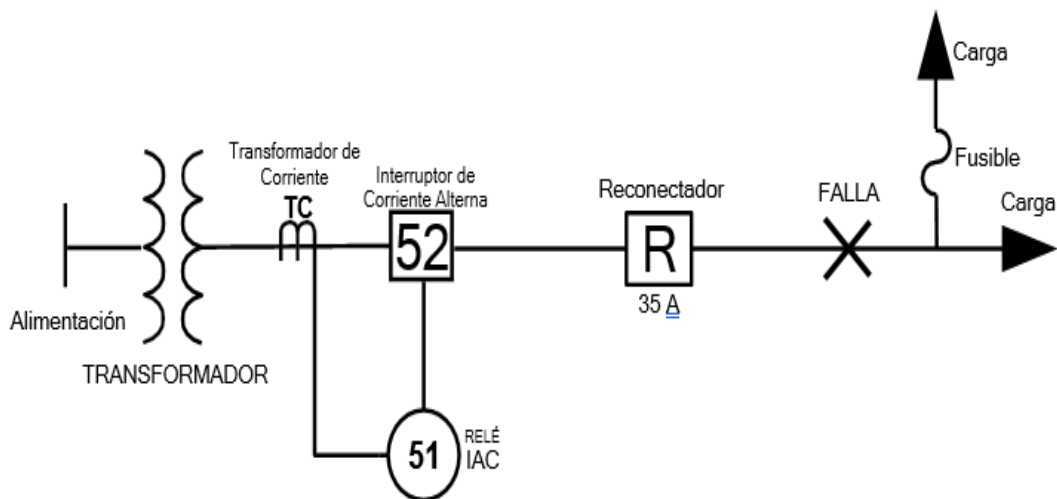 Carga
Transformador de
Corriente
TC
Interruptor de
Corriente Alterna
52
Reconectador
R
35 A
FALLA
Fusible
Carga
Alimentación
TRANSFORMADOR
51
RELÉ
IAC